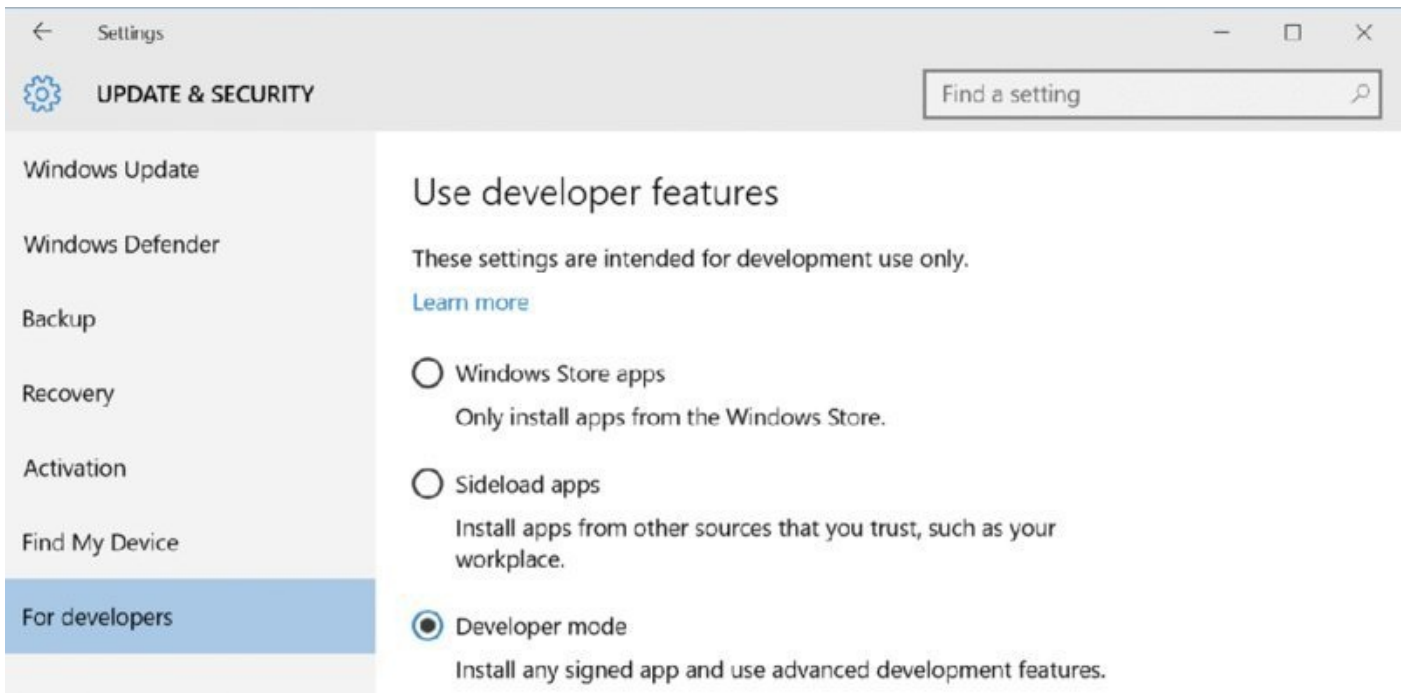 Settings
UPDATE & SECURITY
Find a setting
Windows Update
Windows Defender
Backup
Recovery
Activation
Find My Device
For developers
Use developer features
These settings are intended for development use only.
Learn more
Windows Store apps
Only install apps from the Windows Store.
Sideload apps
Install apps from other sources that you trust, such as your
workplace.
Developer mode
Install any signed app and use advanced development features.